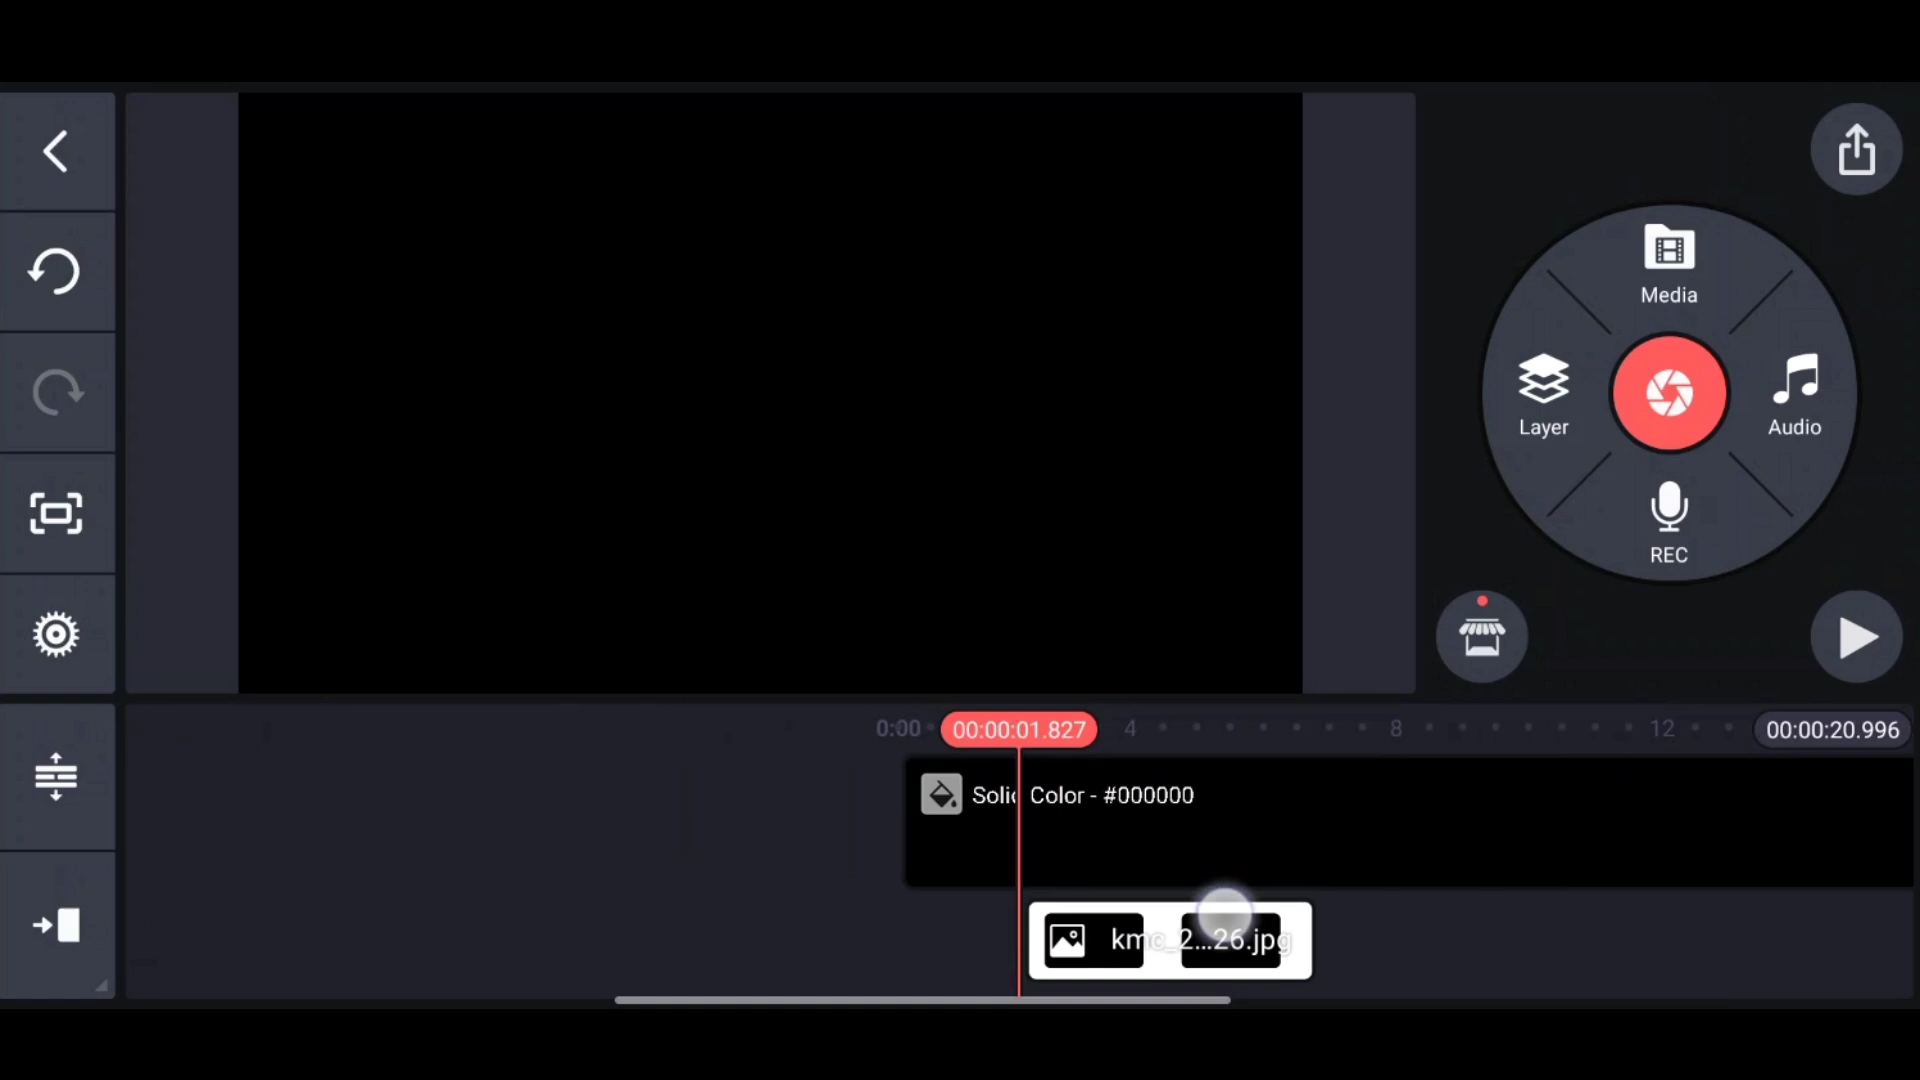 Media
Layer
Audio
REC
0:00
00:00:01.827
4
8
12
00:00:20.996
Solid Color - #000000
kmc_2...26.jpg